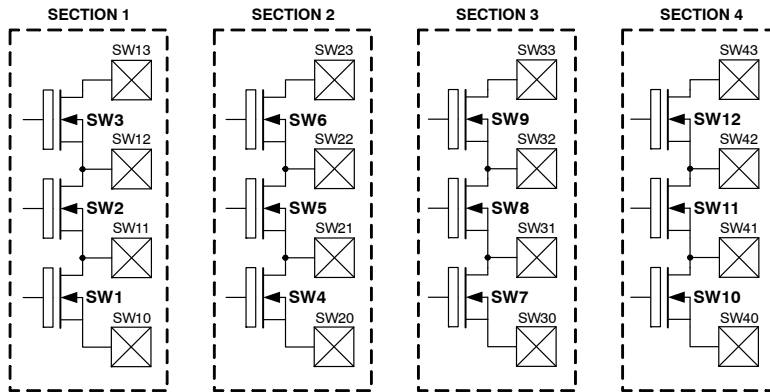 SECTION 1
SECTION 2
SECTION 3
SECTION 4
SW13
SW3
SW12
SW2
SW11
SW1
SW10
SW23
SW6
SW22
SW5
SW21
SW4
SW20
SW33
SW9
SW32
SW8
SW31
SW7
SW30
SW43
SW12
SW42
SW11
SW41
SW10
SW40